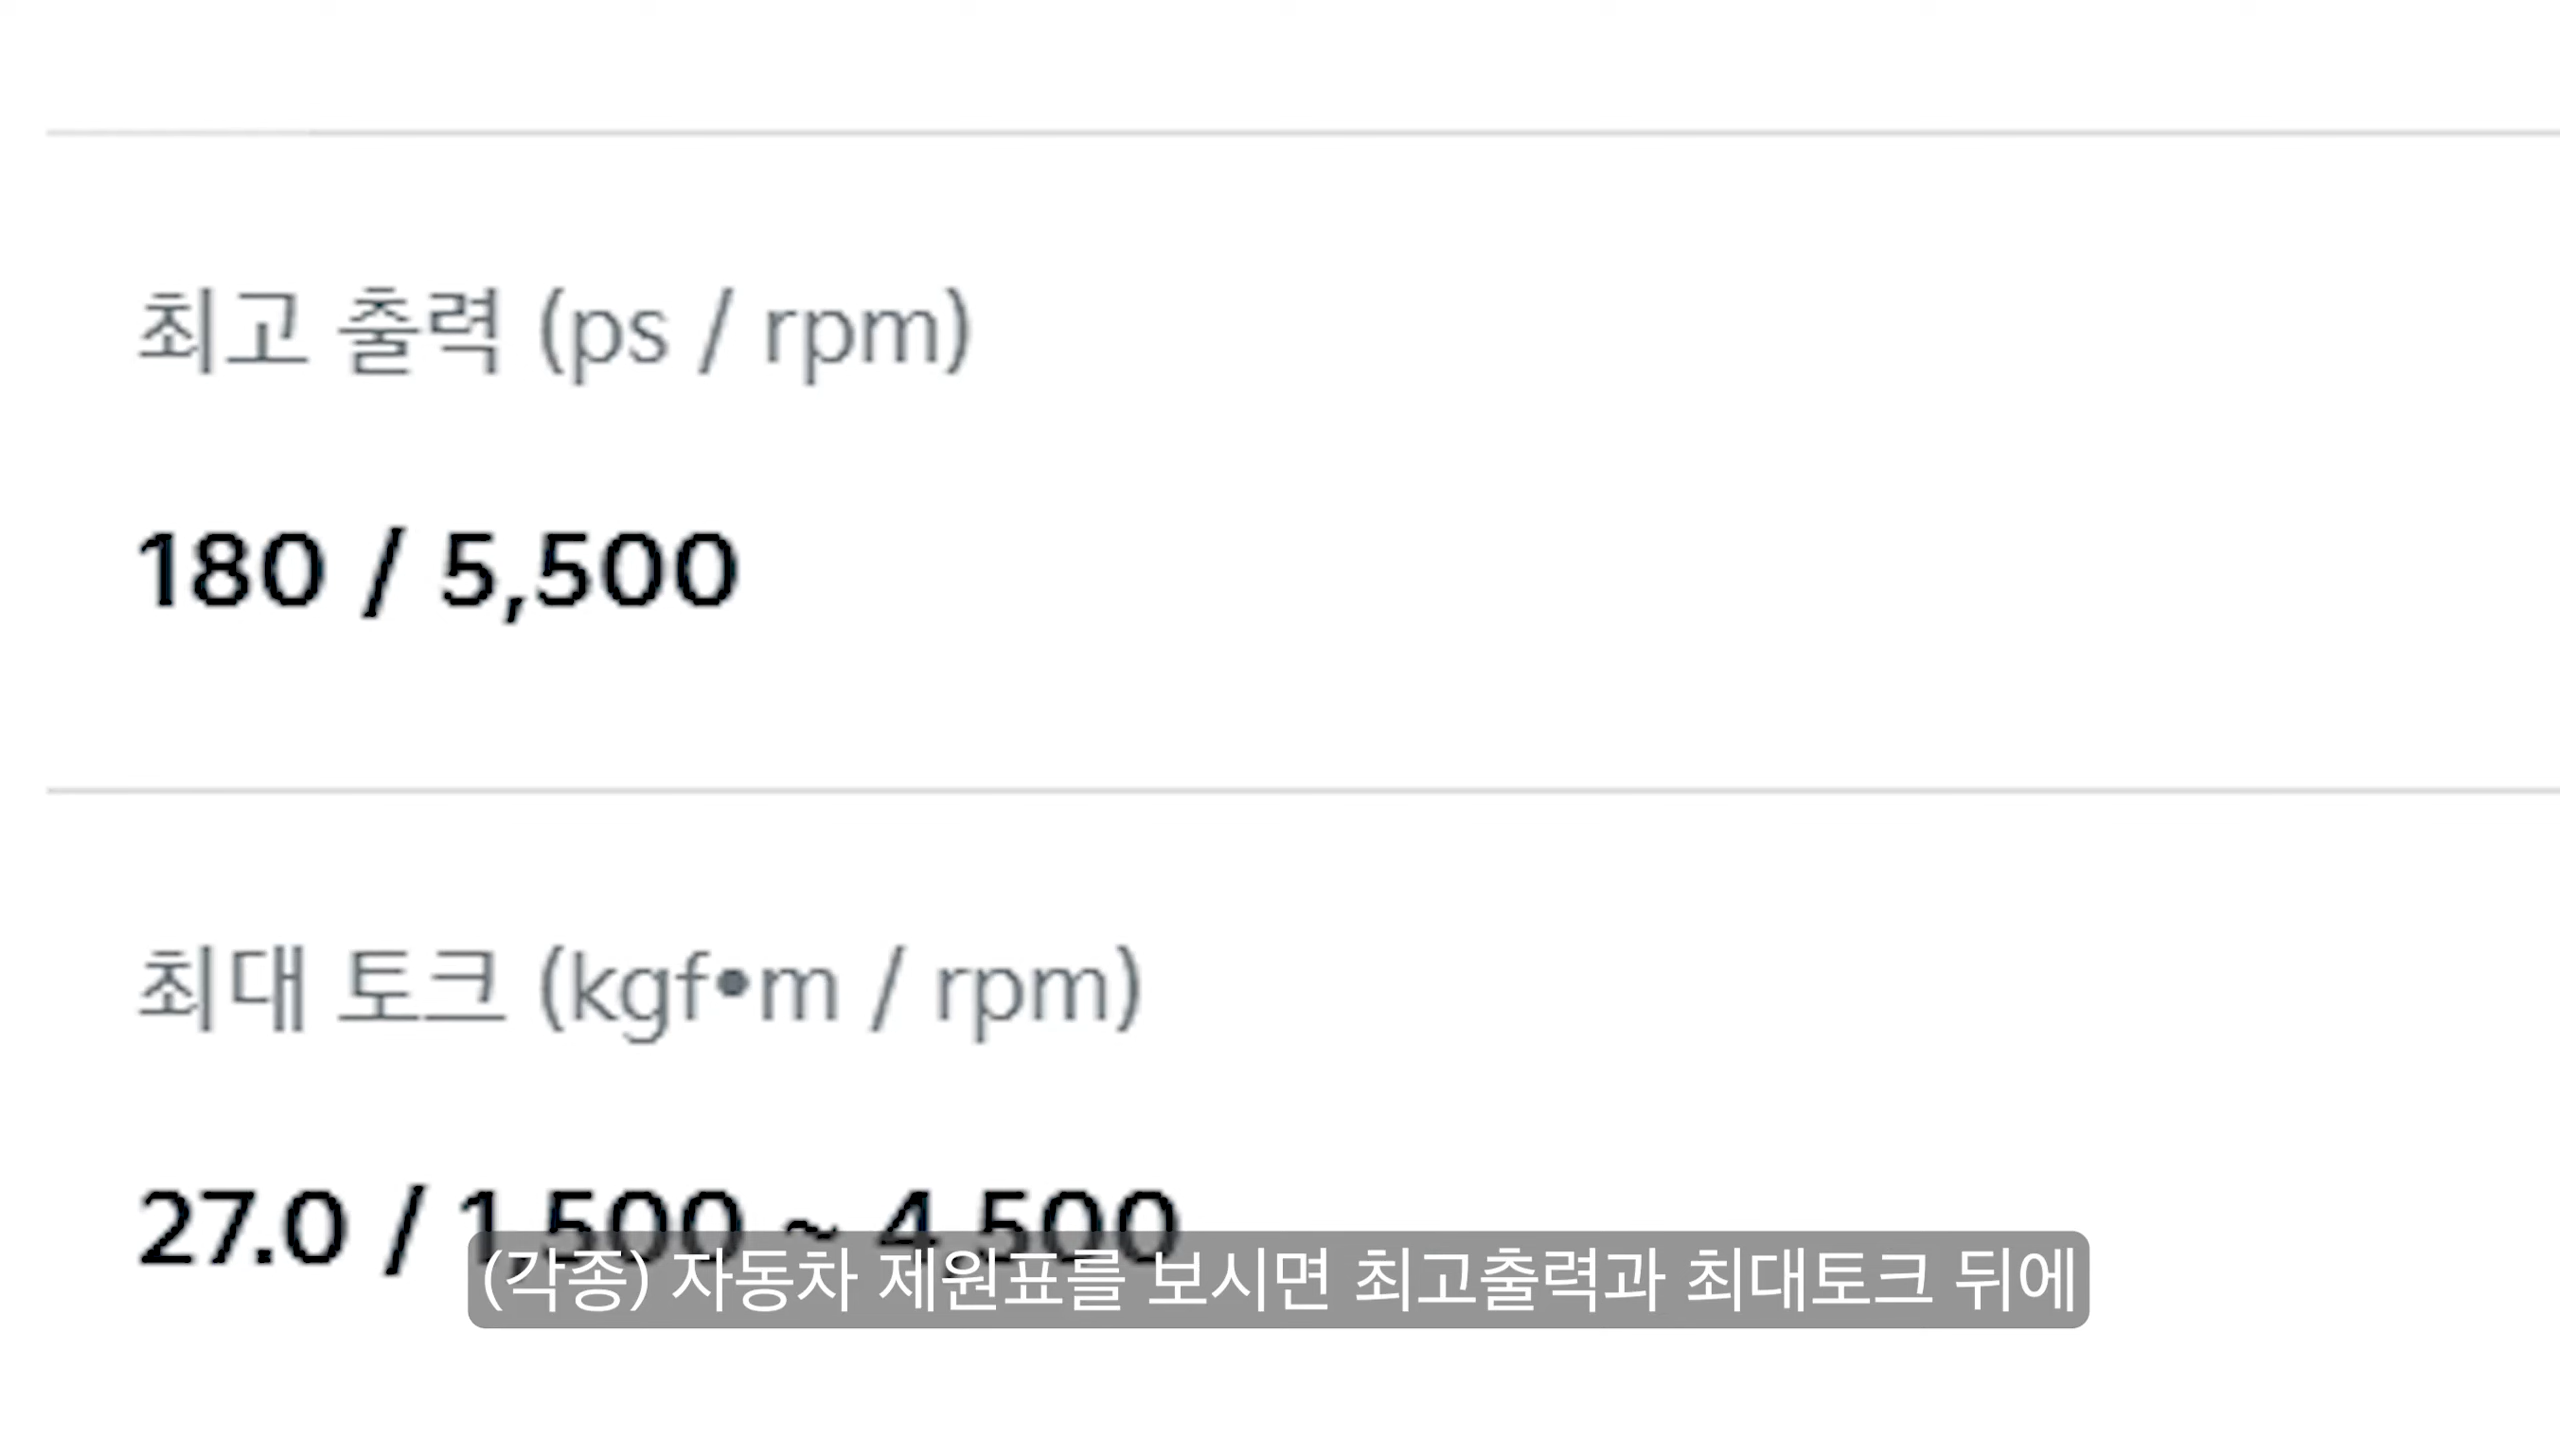 최고 출력 (ps / rpm)
180 / 5,500
최대 토크 (kgf•m / rpm)
27.0 / 1,500 ~ 4,500
(각종) 자동차 제원표를 보시면 최고출력과 최대토크 뒤에